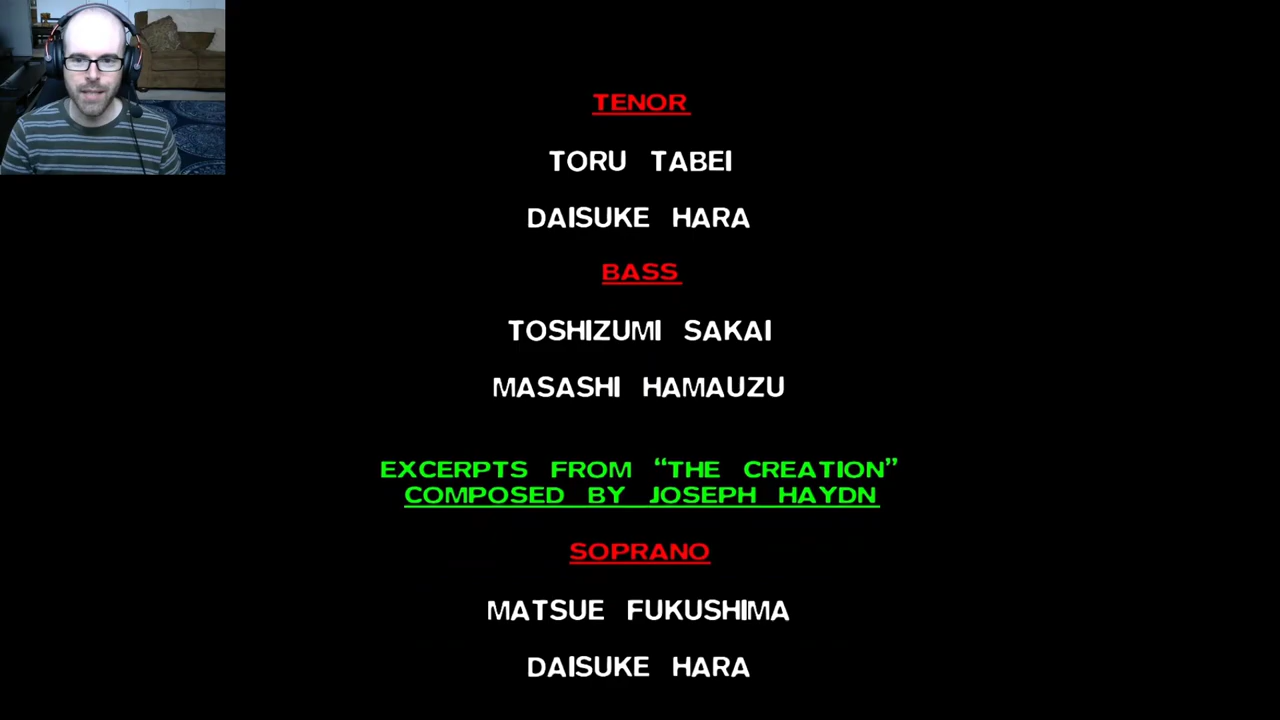 TENOR
TORU TABEI
DAISUKE HARA
BASS
TOSHIZUMI SAKAI
MASASHI HAMAUZU
EXCERPTS FROM “THE CREATION”
COMPOSED BY JOSEPH HAYDN
SOPRANO
MATSUE FUKUSHIMA
DAISUKE HARA